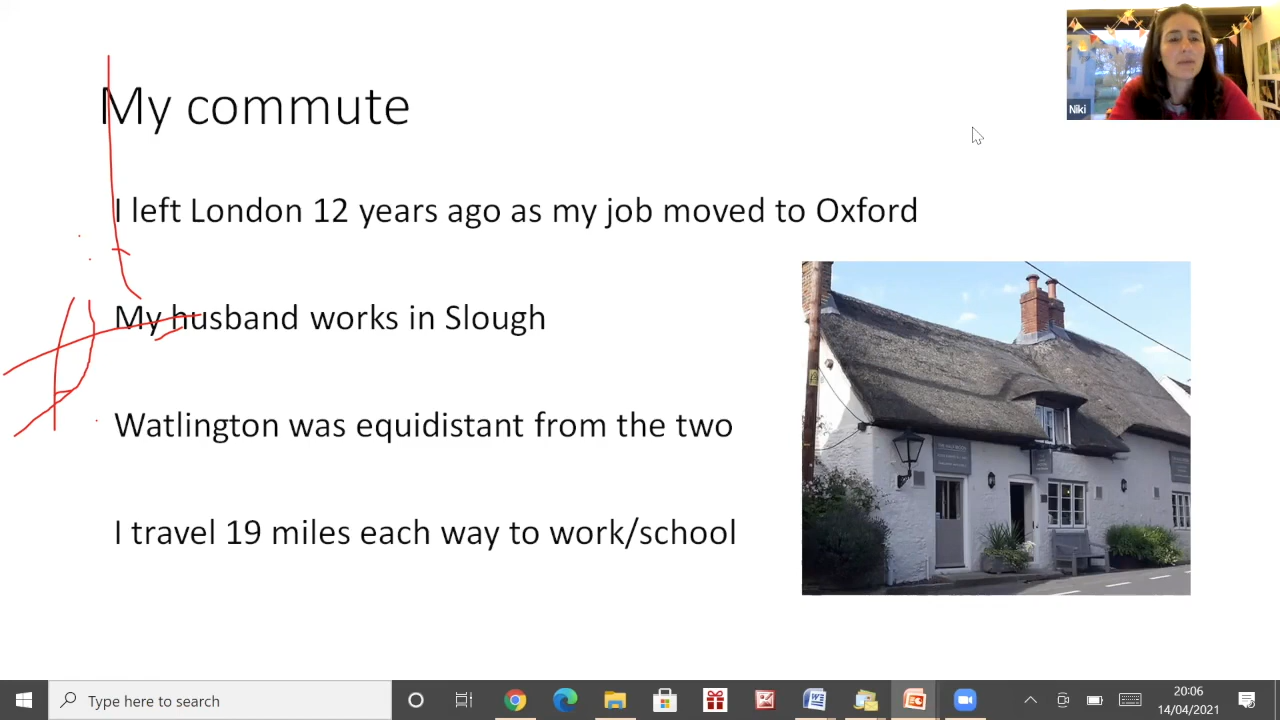 My commute
Niki
I left London 12 years ago as my job moved to Oxford
My husband works in Slough
Watlington was equidistant from the two
I travel 19 miles each way to work/school
Type here to search
20:06
14/04/2021